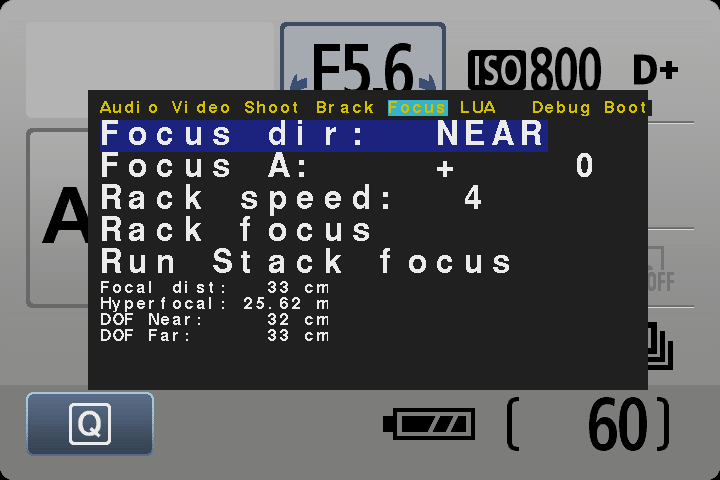 F5.6 ISO 800 D+
Audio Video Shoot Brack Focus LUA Debug Boot
Focus dir: NEAR
Focus A: + 0
Rack speed: 4
Rack focus
Run Stack focus
Focal dist: 33 cm
Hyperfocal: 25.62 m
DOF Near: 32 cm
DOF Far: 33 cm
A
OFF
Q [ 60]